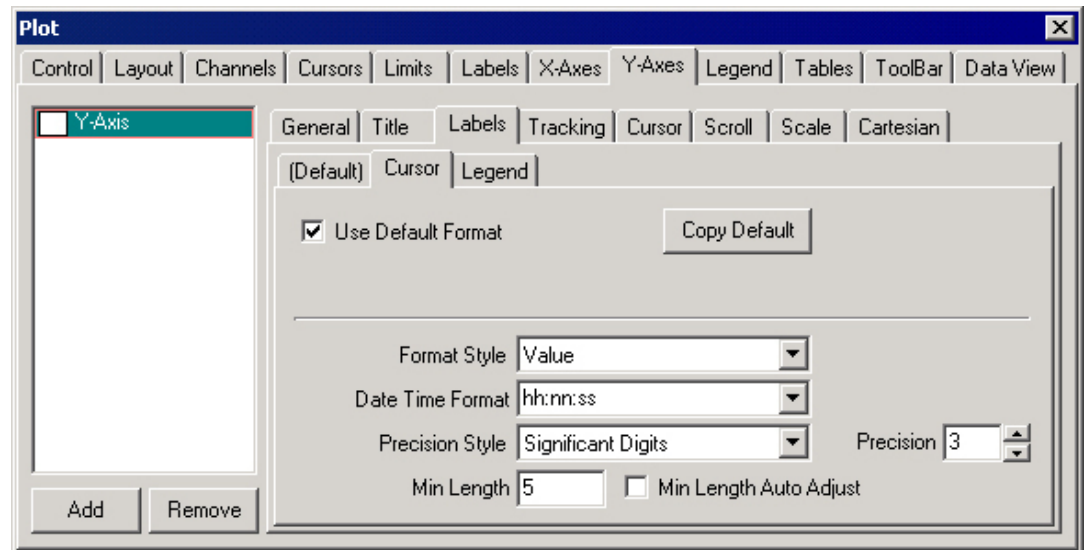 Plot
Control Layout Channels Cursors Limits Labels X-Axes Y-Axes Legend Tables ToolBar Data View
Y-Axis
General Title Labels Tracking Cursor Scroll Scale Cartesian
(Default) Cursor Legend
Use Default Format Copy Default
Format Style Value
Date Time Format hh:nn:ss
Precision Style Significant Digits Precision 3
Min Length 5 Min Length Auto Adjust
Add Remove